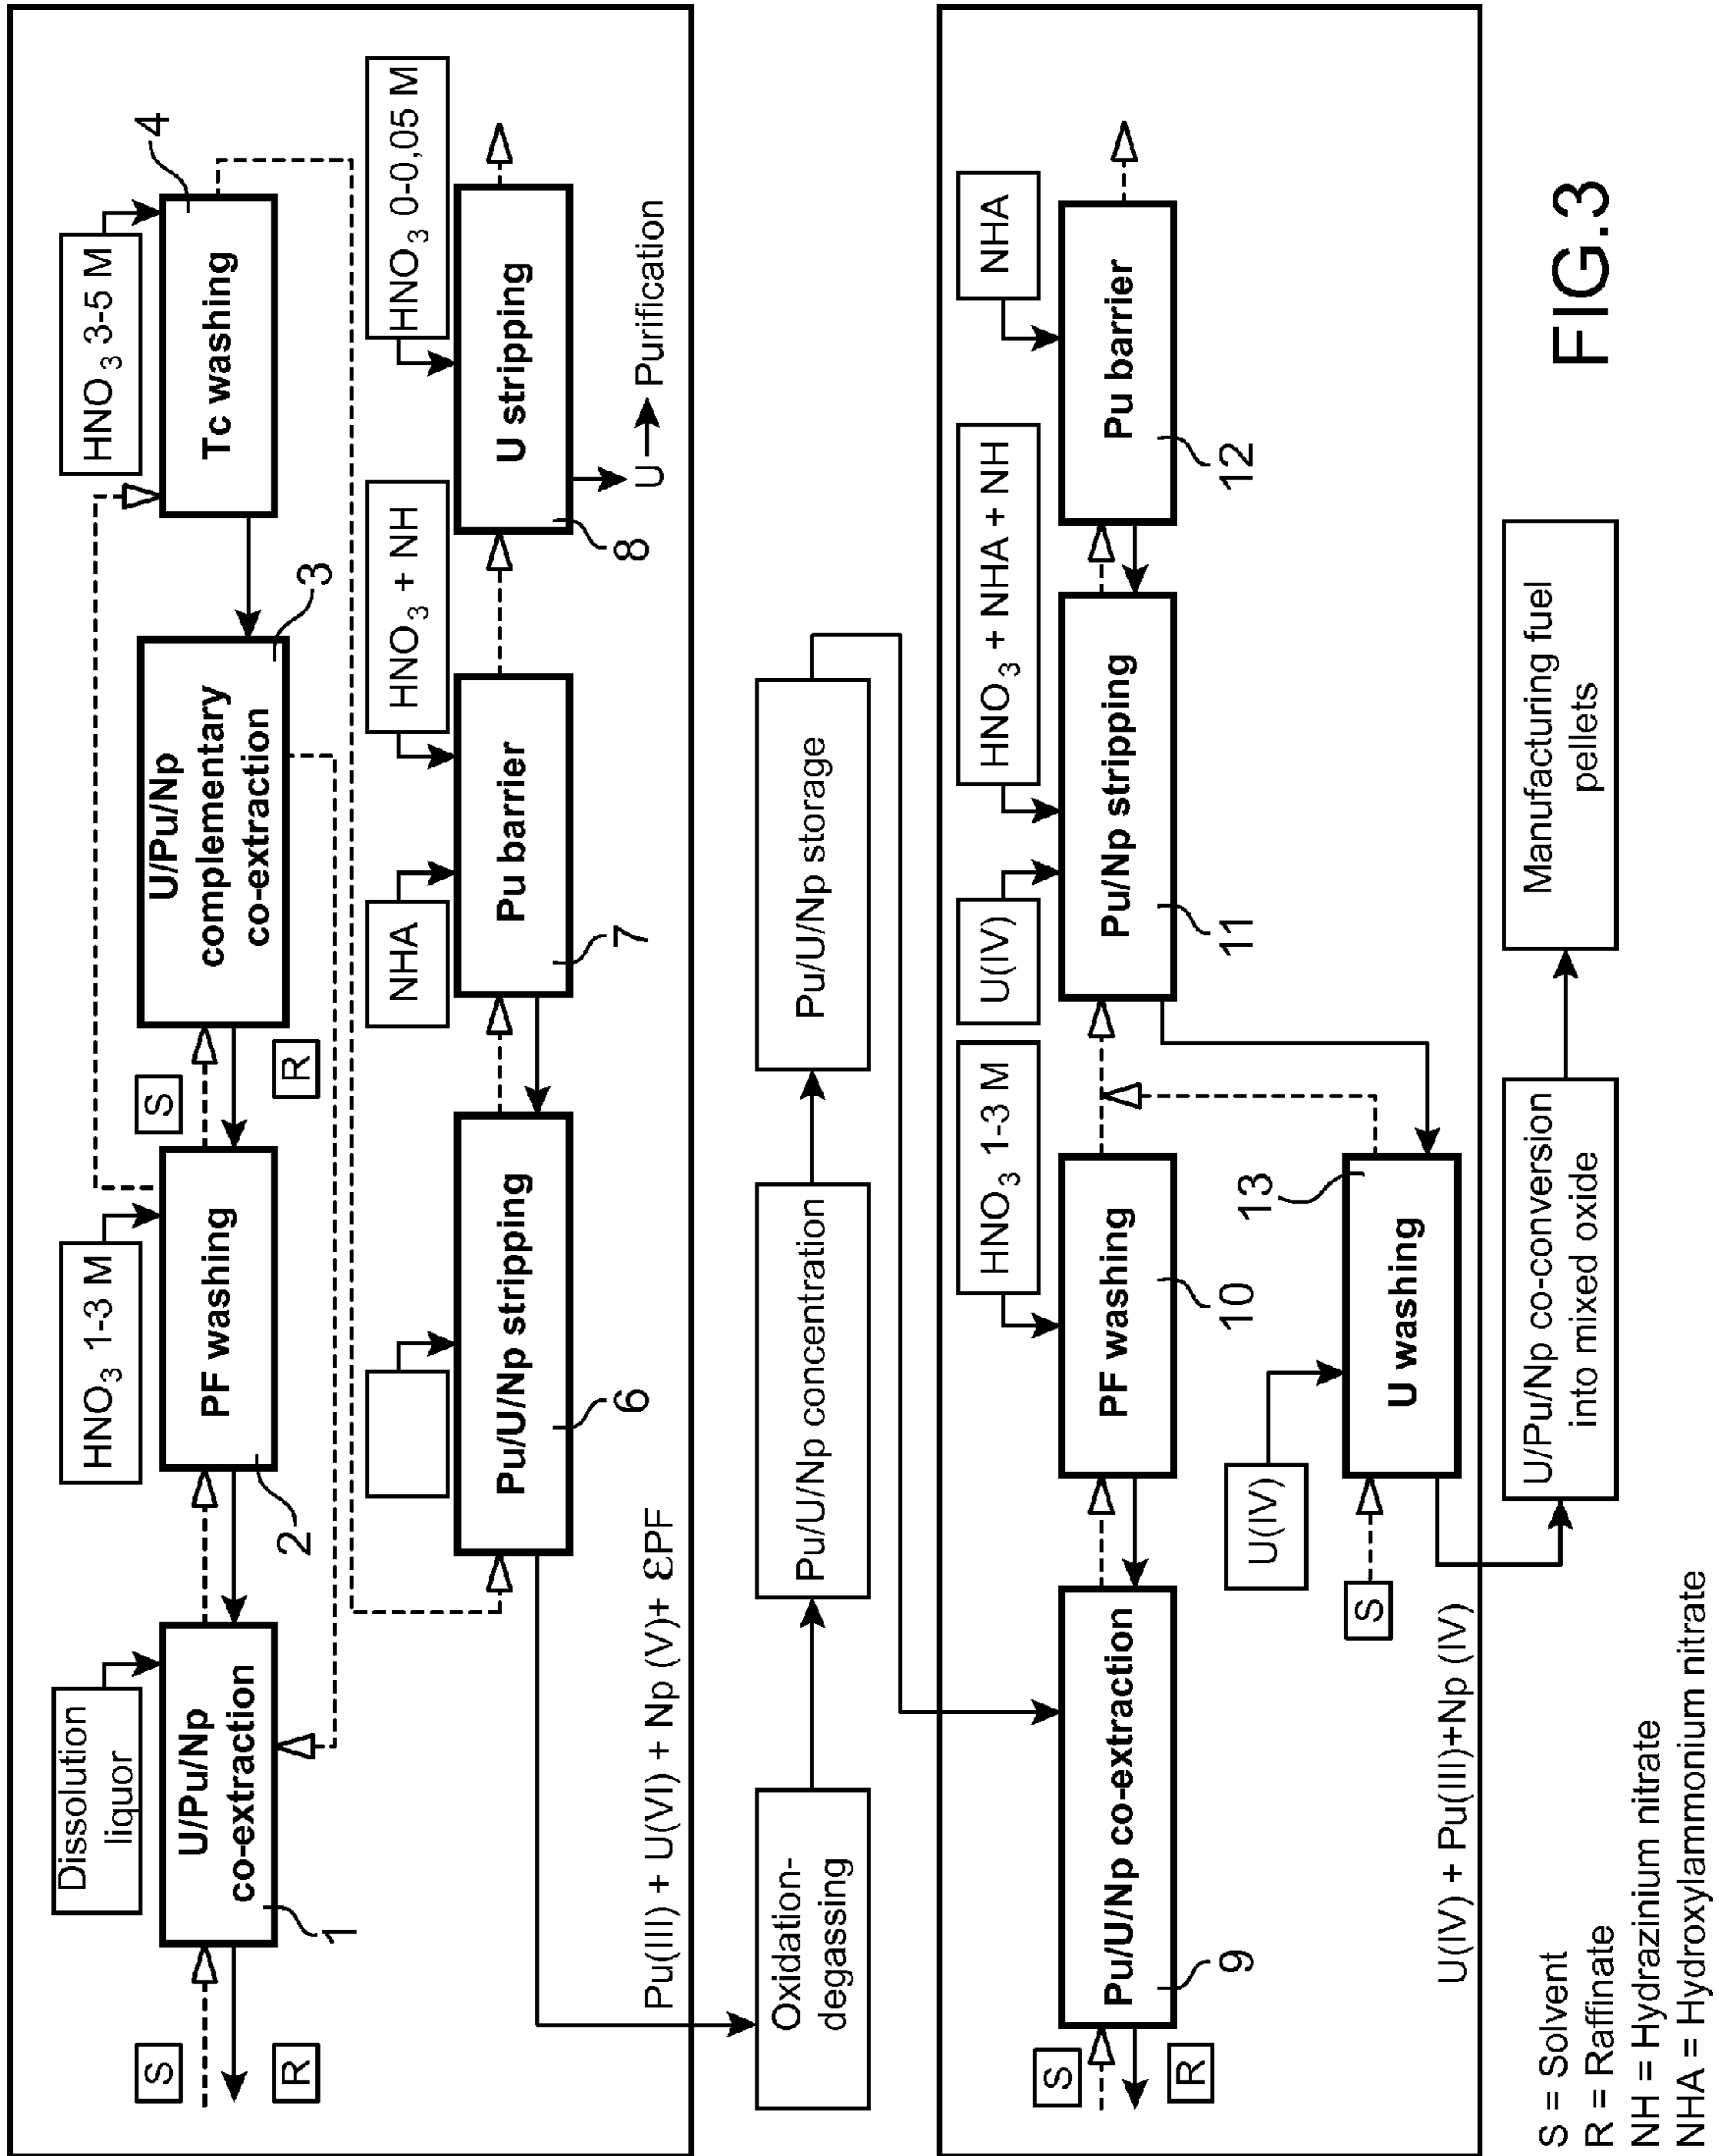 Dissolution
liquor
HNO3 1-3 M
HNO3 3-5 M
4
S
U/Pu/Np
co-extraction
PF washing
S
U/Pu/Np
complementary
co-extraction
Tc washing
R
1
2
R
3
NHA
HNO3 + NH
HNO3 0-0,05 M
Pu/U/Np stripping
Pu barrier
U stripping
6
7
8
U
Purification
Pu(III) + U(VI) + Np (V)+ εPF
Oxidation-
degassing
Pu/U/Np concentration
Pu/U/Np storage
HNO3 1-3 M
U(IV)
HNO3 + NHA + NH
NHA
S
Pu/U/Np co-extraction
PF washing
Pu/Np stripping
Pu barrier
R
9
10
11
12
U(IV)
13
S
U washing
U(IV) + Pu(III)+Np (IV)
U/Pu/Np co-conversion
into mixed oxide
Manufacturing fuel
pellets
S = Solvent
R = Raffinate
NH = Hydrazinium nitrate
NHA = Hydroxylammonium nitrate
FIG.3